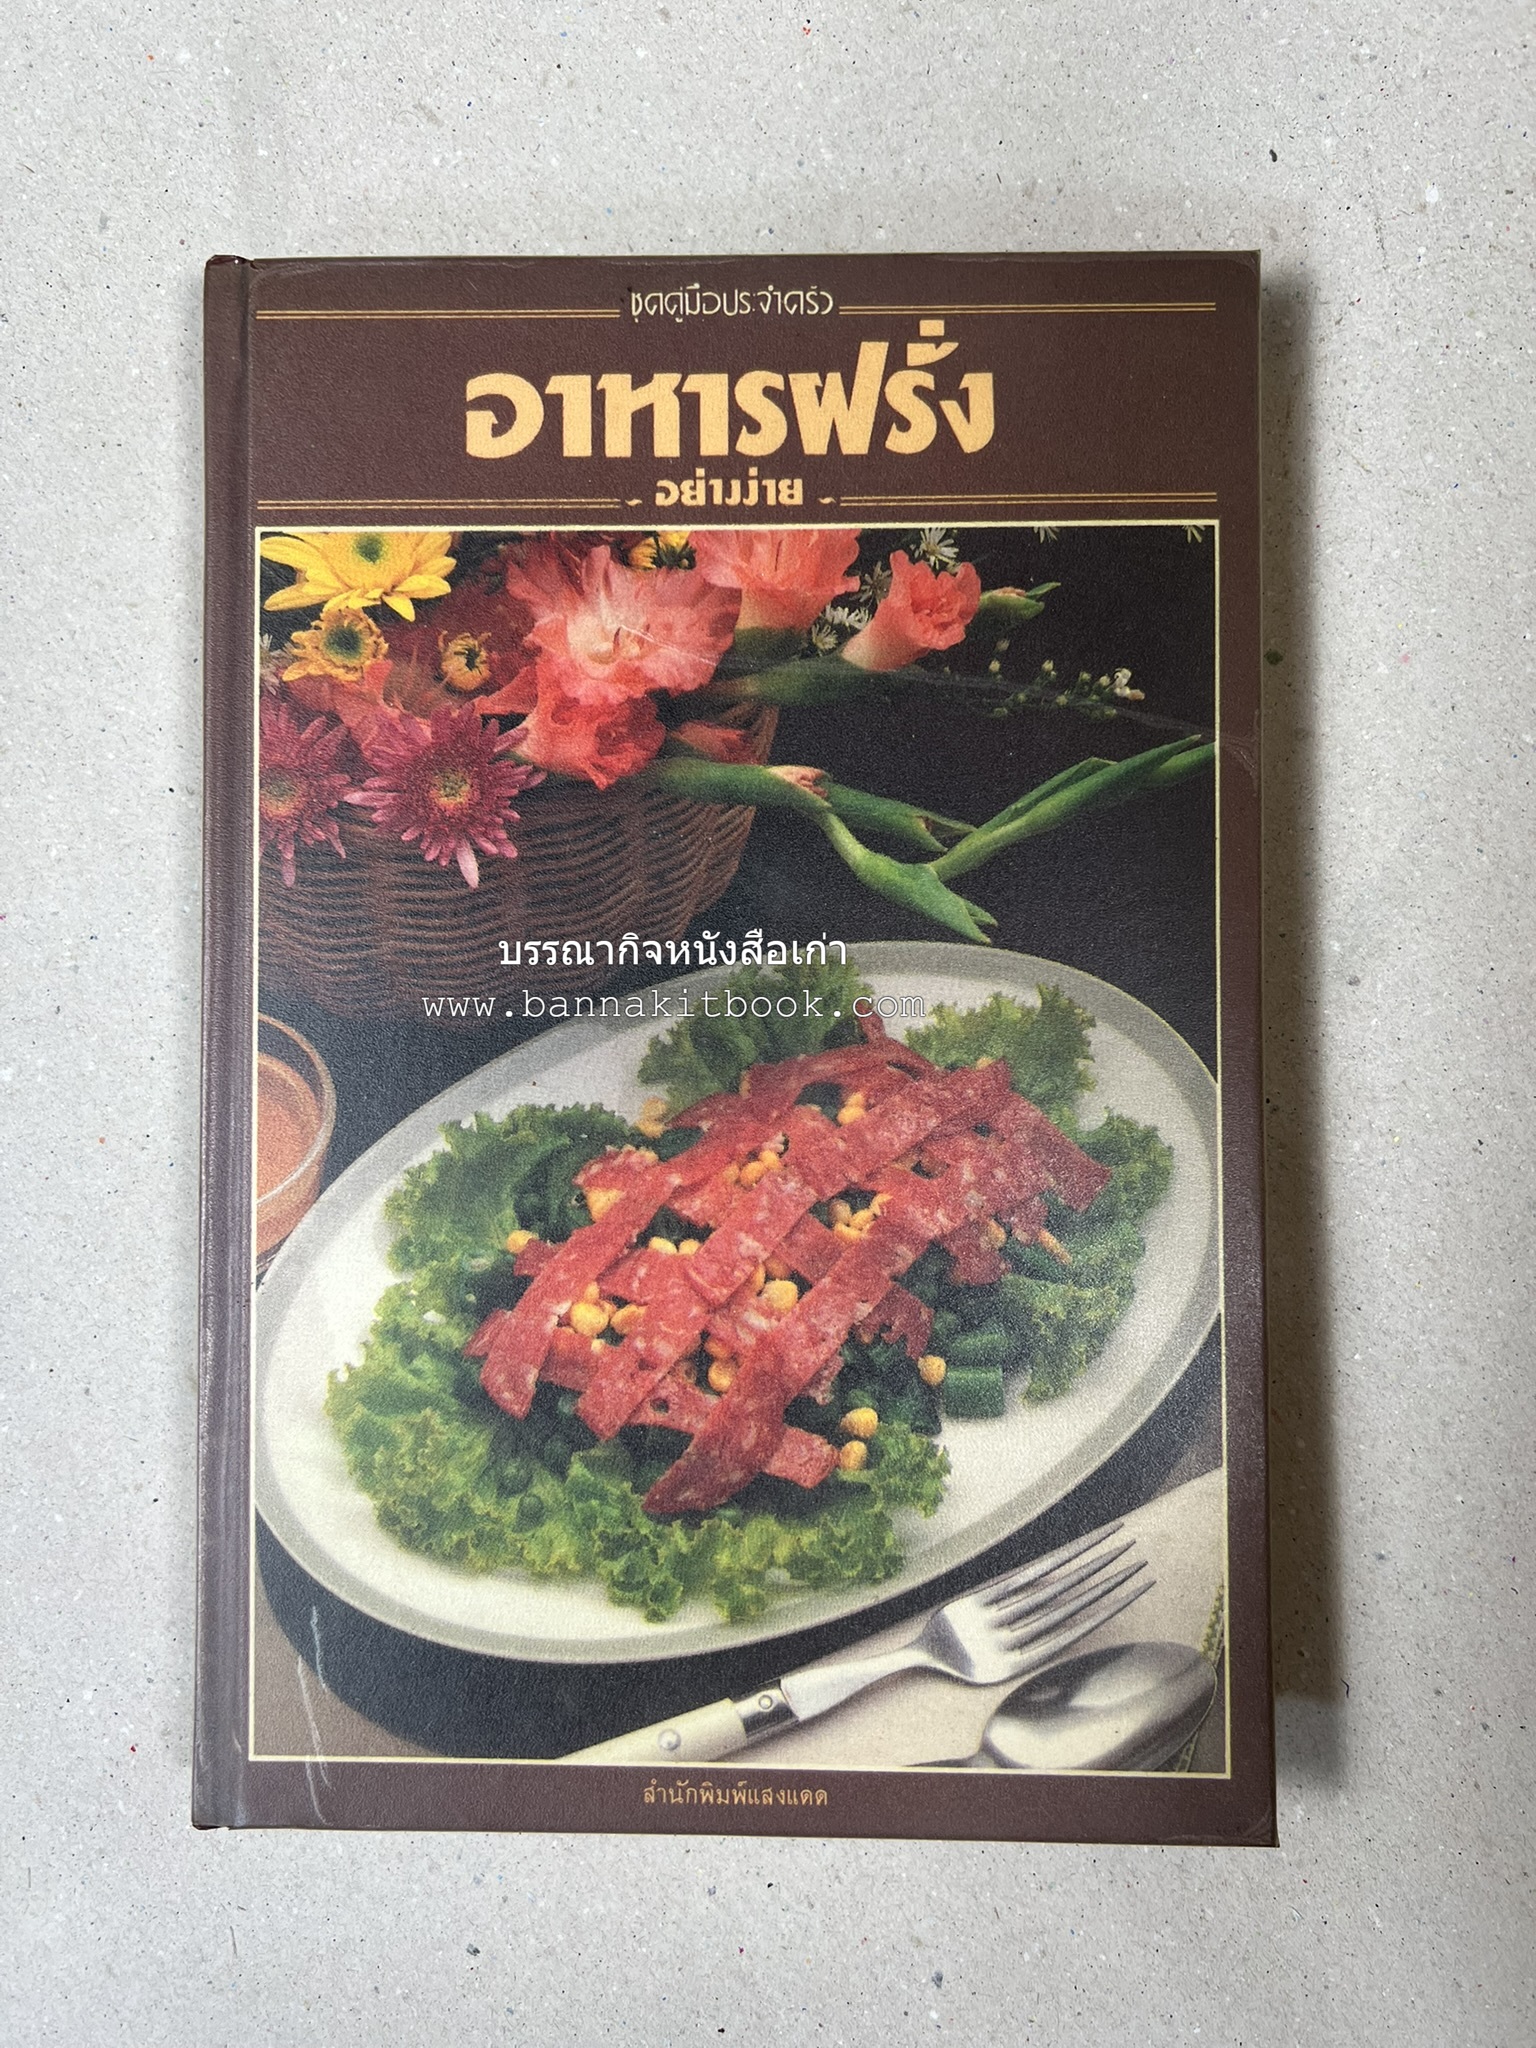 ชุดคู่มือประจำครัว
อาหารฝรั่ง
อย่างง่าย
บรรณากิจหนังสือเก่า
www.bannakitbook.com
สำนักพิมพ์แสงแดด